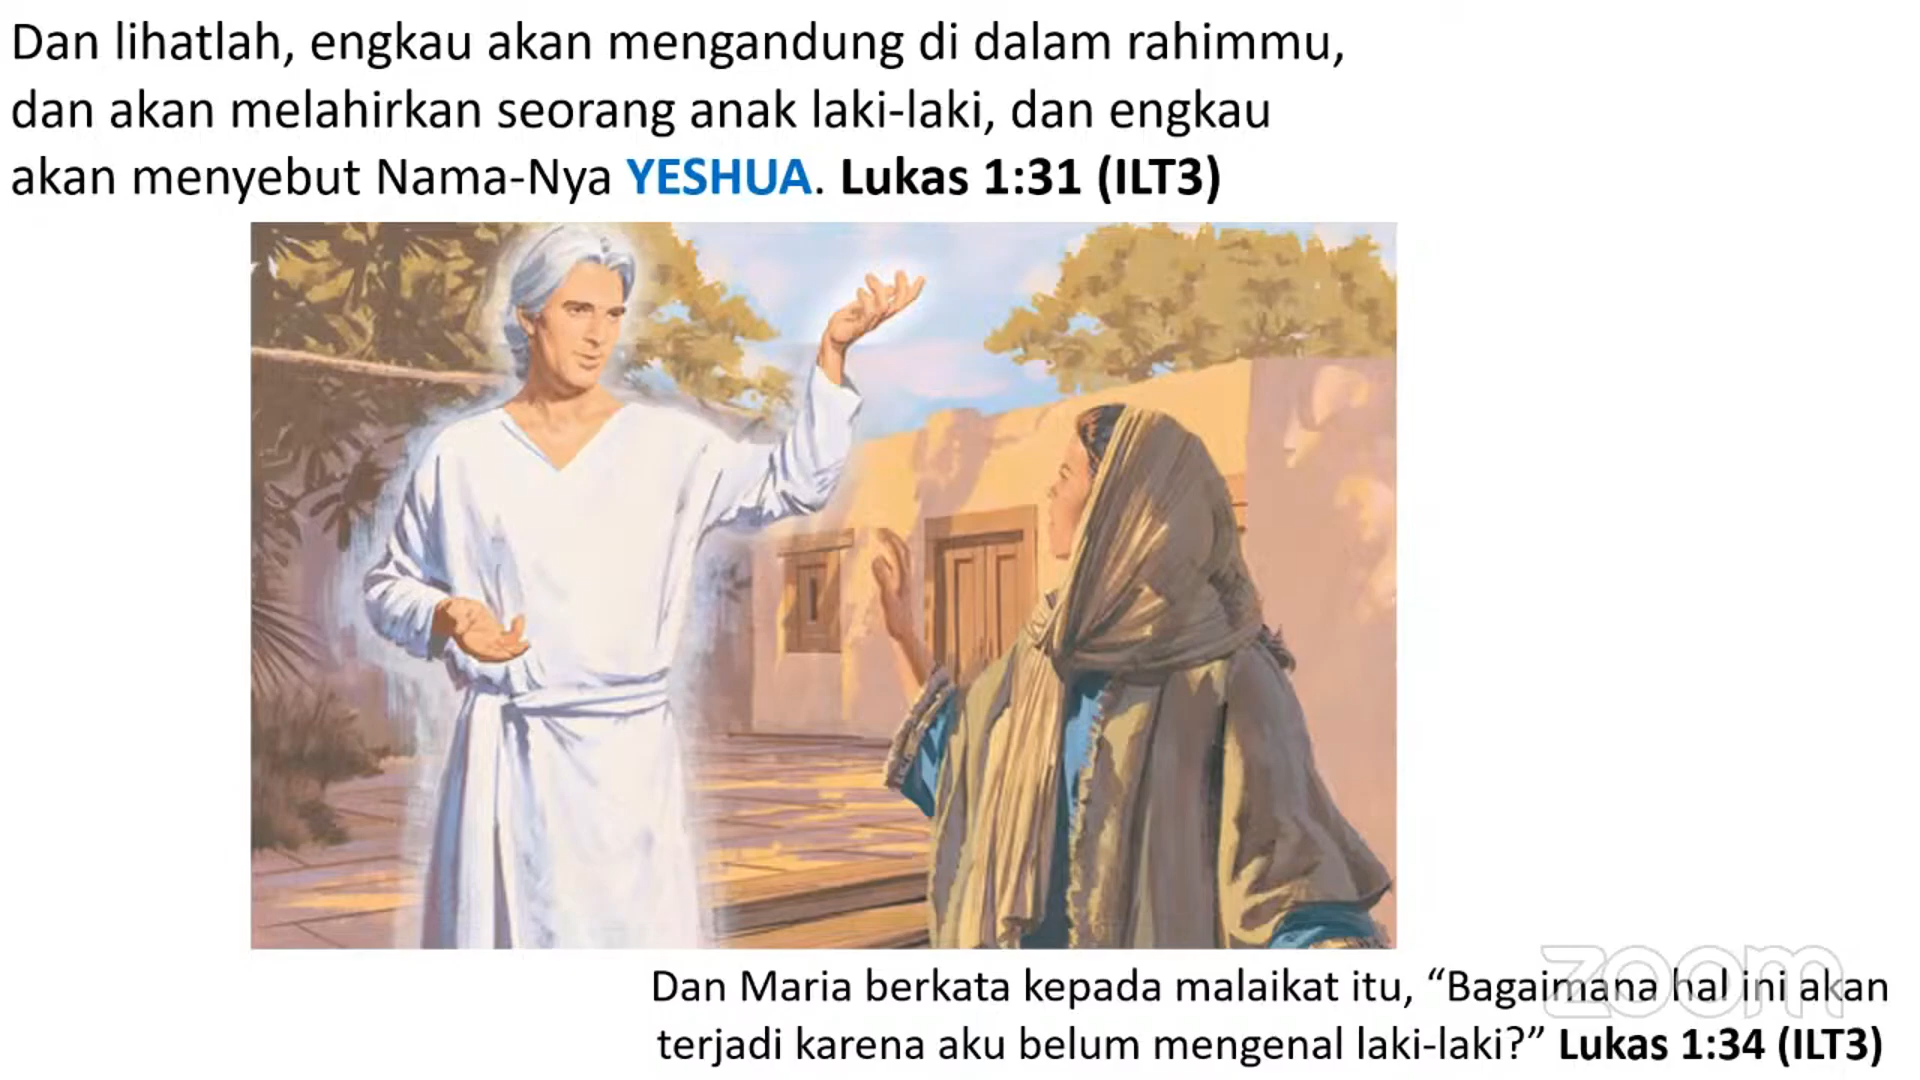 Dan lihatlah, engkau akan mengandung di dalam rahimmu,
dan akan melahirkan seorang anak laki-laki, dan engkau
akan menyebut Nama-Nya YESHUA. Lukas 1:31 (ILT3)
zoom
Dan Maria berkata kepada malaikat itu, “Bagaimana hal ini akan
terjadi karena aku belum mengenal laki-laki?” Lukas 1:34 (ILT3)